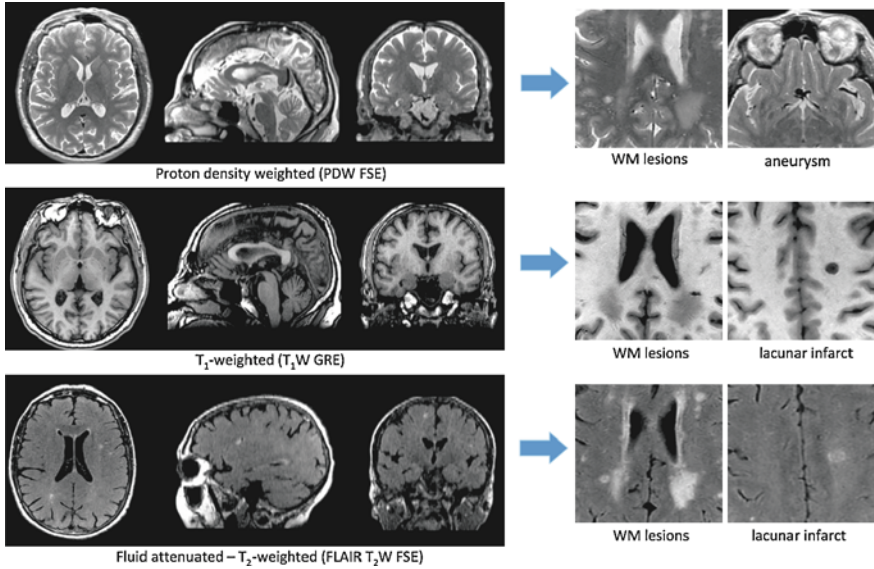 WM lesions
aneurysm
Proton density weighted (PDW FSE)
WM lesions
lacunar infarct
T₁-weighted (T₁W GRE)
WM lesions
lacunar infarct
Fluid attenuated – T₂-weighted (FLAIR T₂W FSE)